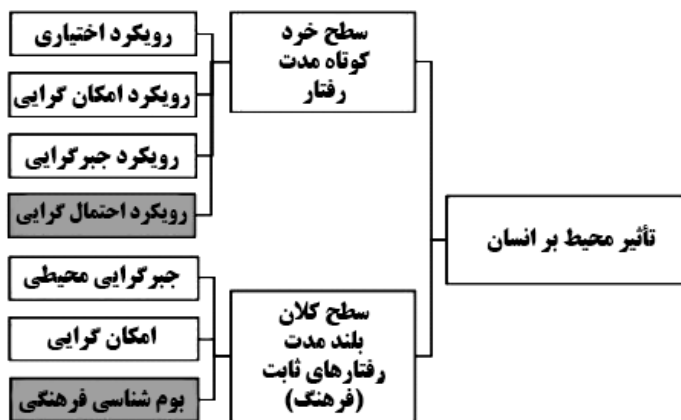 تأثیر محیط بر انسان
سطح خرد
کوتاه مدت
رفتار
رویکرد اختیاری
رویکرد امکان گرایی
رویکرد جبرگرایی
رویکرد احتمال گرایی
سطح کلان
بلند مدت
رفتارهای ثابت
(فرهنگ)
جبرگرایی محیطی
امکان گرایی
بوم شناسی فرهنگی